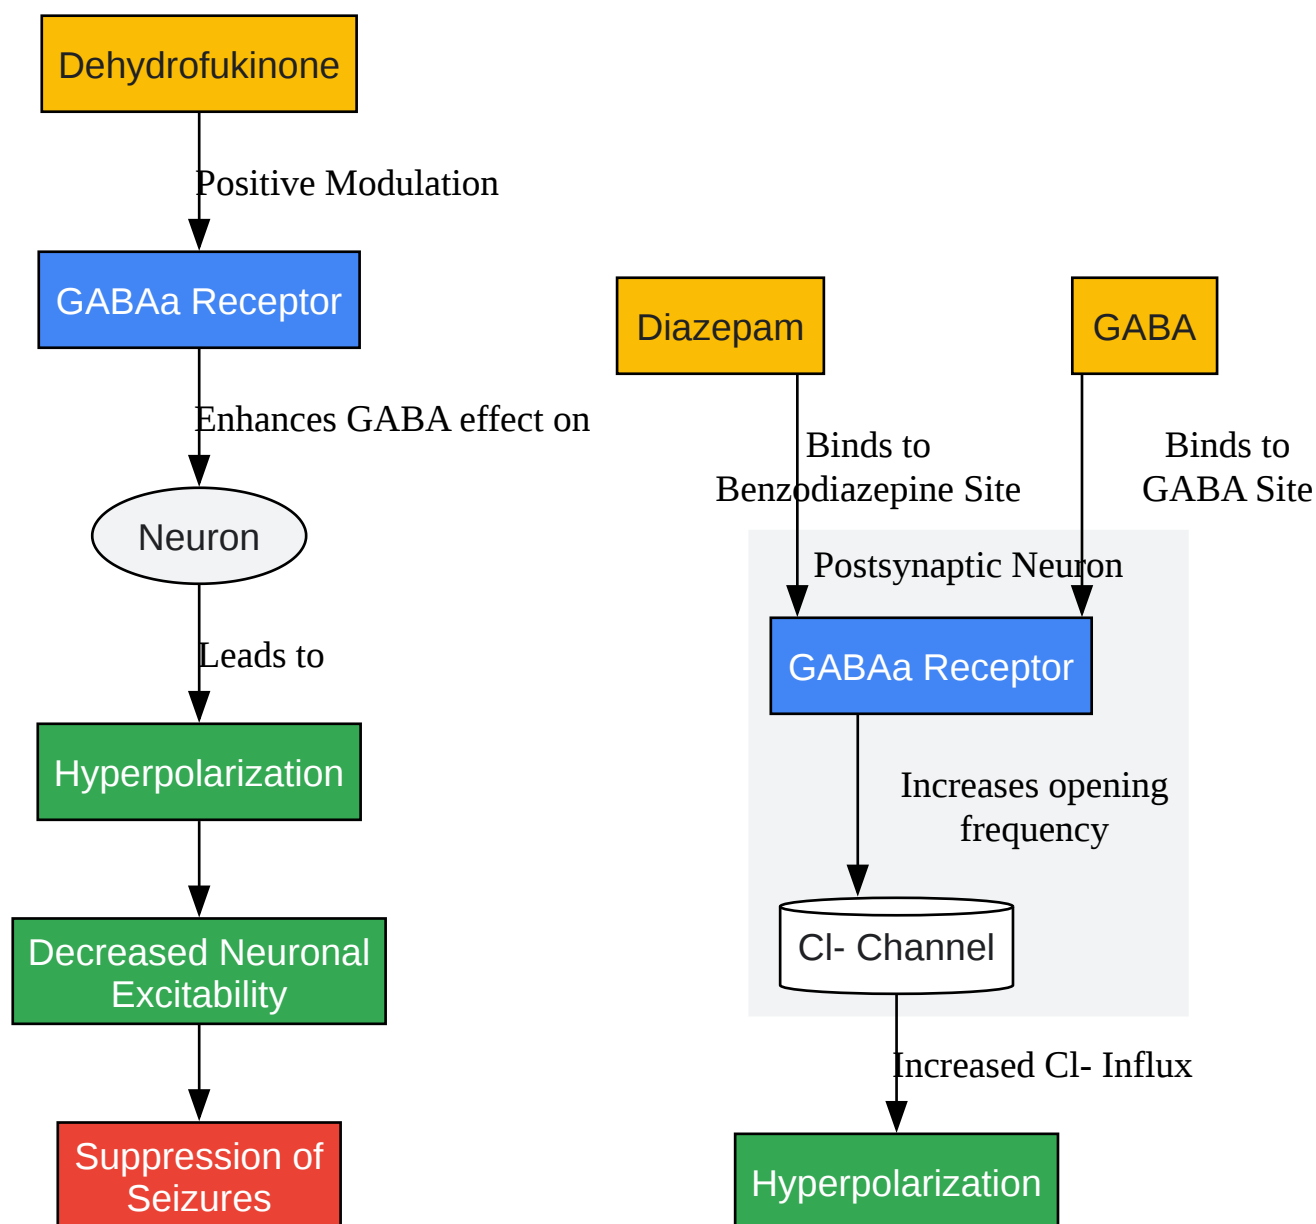 Dehydrofukinone
Positive Modulation
GABAa Receptor
Enhances GABA effect on
Neuron
Leads to
Hyperpolarization
Decreased Neuronal
Excitability
Suppression of
Seizures
Diazepam
GABA
Binds to
Benzodiazepine Site
Binds to
GABA Site
Postsynaptic Neuron
GABAa Receptor
Increases opening
frequency
Cl- Channel
Increased Cl- Influx
Hyperpolarization